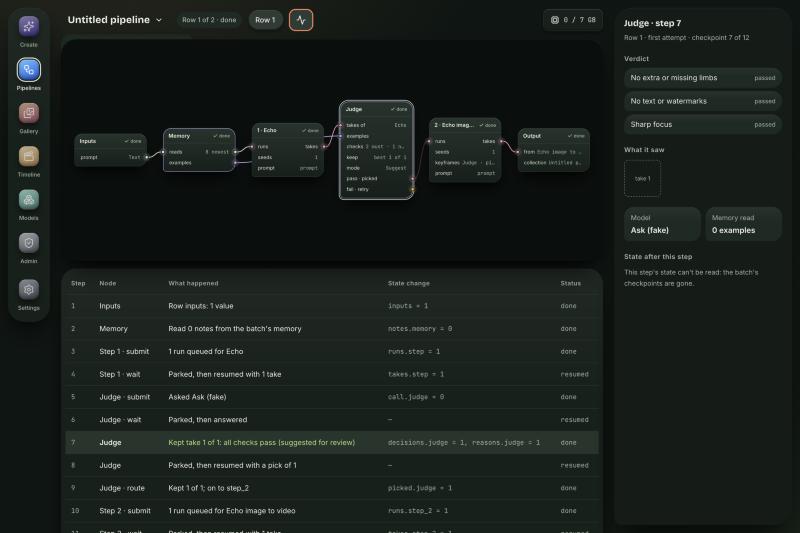 Untitled pipeline
Row 1 of 2 · done
Row 1
0 / 7 GB
Create
Pipelines
Gallery
Timeline
Models
Admin
Settings
Inputs
done
prompt Text
Memory
done
reads 8 newest
examples
1 · Echo
done
runs takes
seeds 1
prompt prompt
Judge
done
takes of Echo
examples
checks 2 must · 1 n…
keep best 1 of 1
mode Suggest
pass · picked
fail · retry
2 · Echo imag…
done
runs takes
seeds 1
keyframes Judge · pi…
prompt prompt
Output
done
from Echo image to …
collection Untitled p…
Step Node What happened State change Status
1 Inputs Row inputs: 1 value inputs = 1 done
2 Memory Read 0 notes from the batch's memory notes.memory = 0 done
3 Step 1 · submit 1 run queued for Echo runs.step = 1 done
4 Step 1 · wait Parked, then resumed with 1 take takes.step = 1 resumed
5 Judge · submit Asked Ask (fake) call.judge = 0 done
6 Judge · wait Parked, then answered — resumed
7 Judge Kept take 1 of 1: all checks pass (suggested for review) decisions.judge = 1, reasons.judge = 1 done
8 Judge Parked, then resumed with a pick of 1 — resumed
9 Judge · route Kept 1 of 1; on to step_2 picked.judge = 1 done
10 Step 2 · submit 1 run queued for Echo image to video runs.step_2 = 1 done
Judge · step 7
Row 1 · first attempt · checkpoint 7 of 12
Verdict
No extra or missing limbs passed
No text or watermarks passed
Sharp focus passed
What it saw
take 1
Model
Ask (fake)
Memory read
0 examples
State after this step
This step's state can't be read: the batch's
checkpoints are gone.